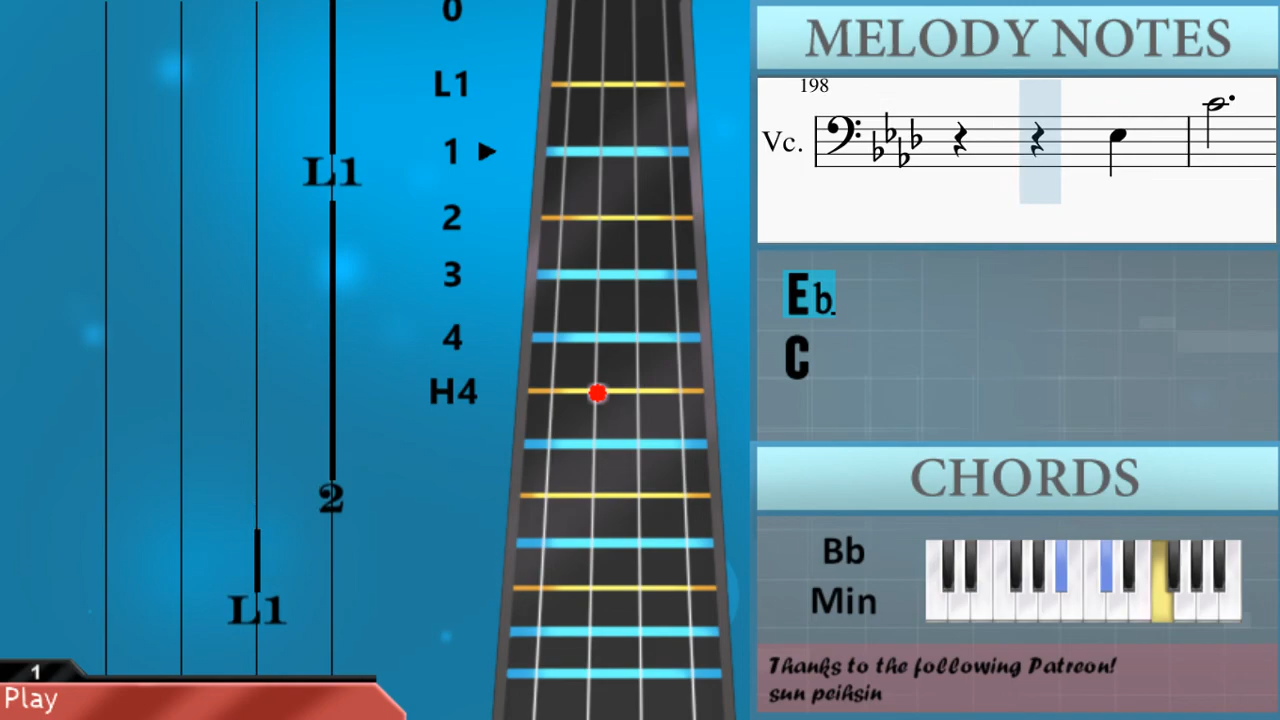 0
L1
1
2
3
4
H4
L1
2
L1
1
Play
MELODY NOTES
198
Vc.
Eb.
C
CHORDS
Bb
Min
Thanks to the following Patreon!
sun peihsin